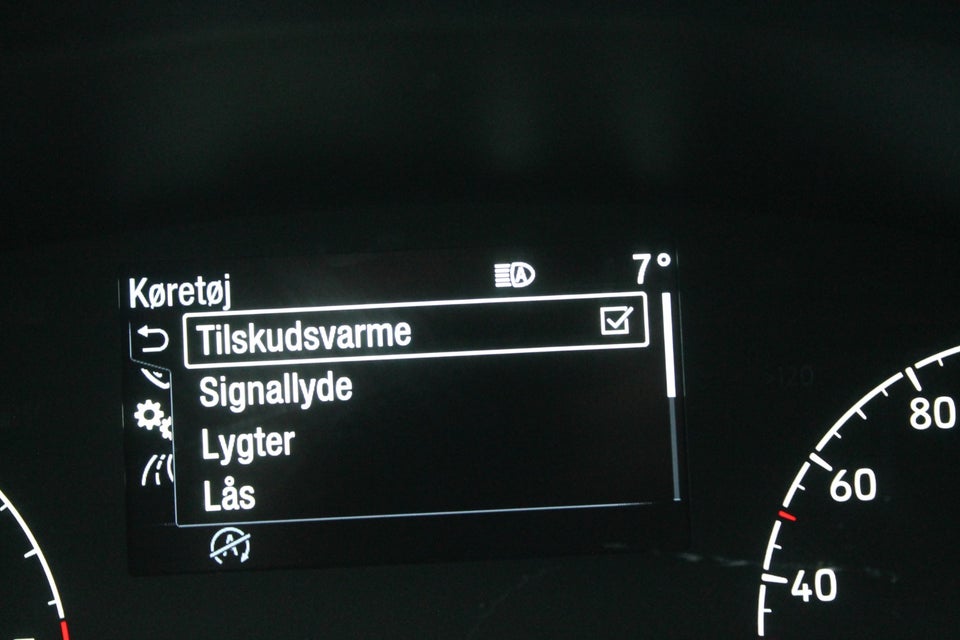 Køretøj 7°
Tilskudsvarme
Signallyde
Lygter
Lås
80
60
40